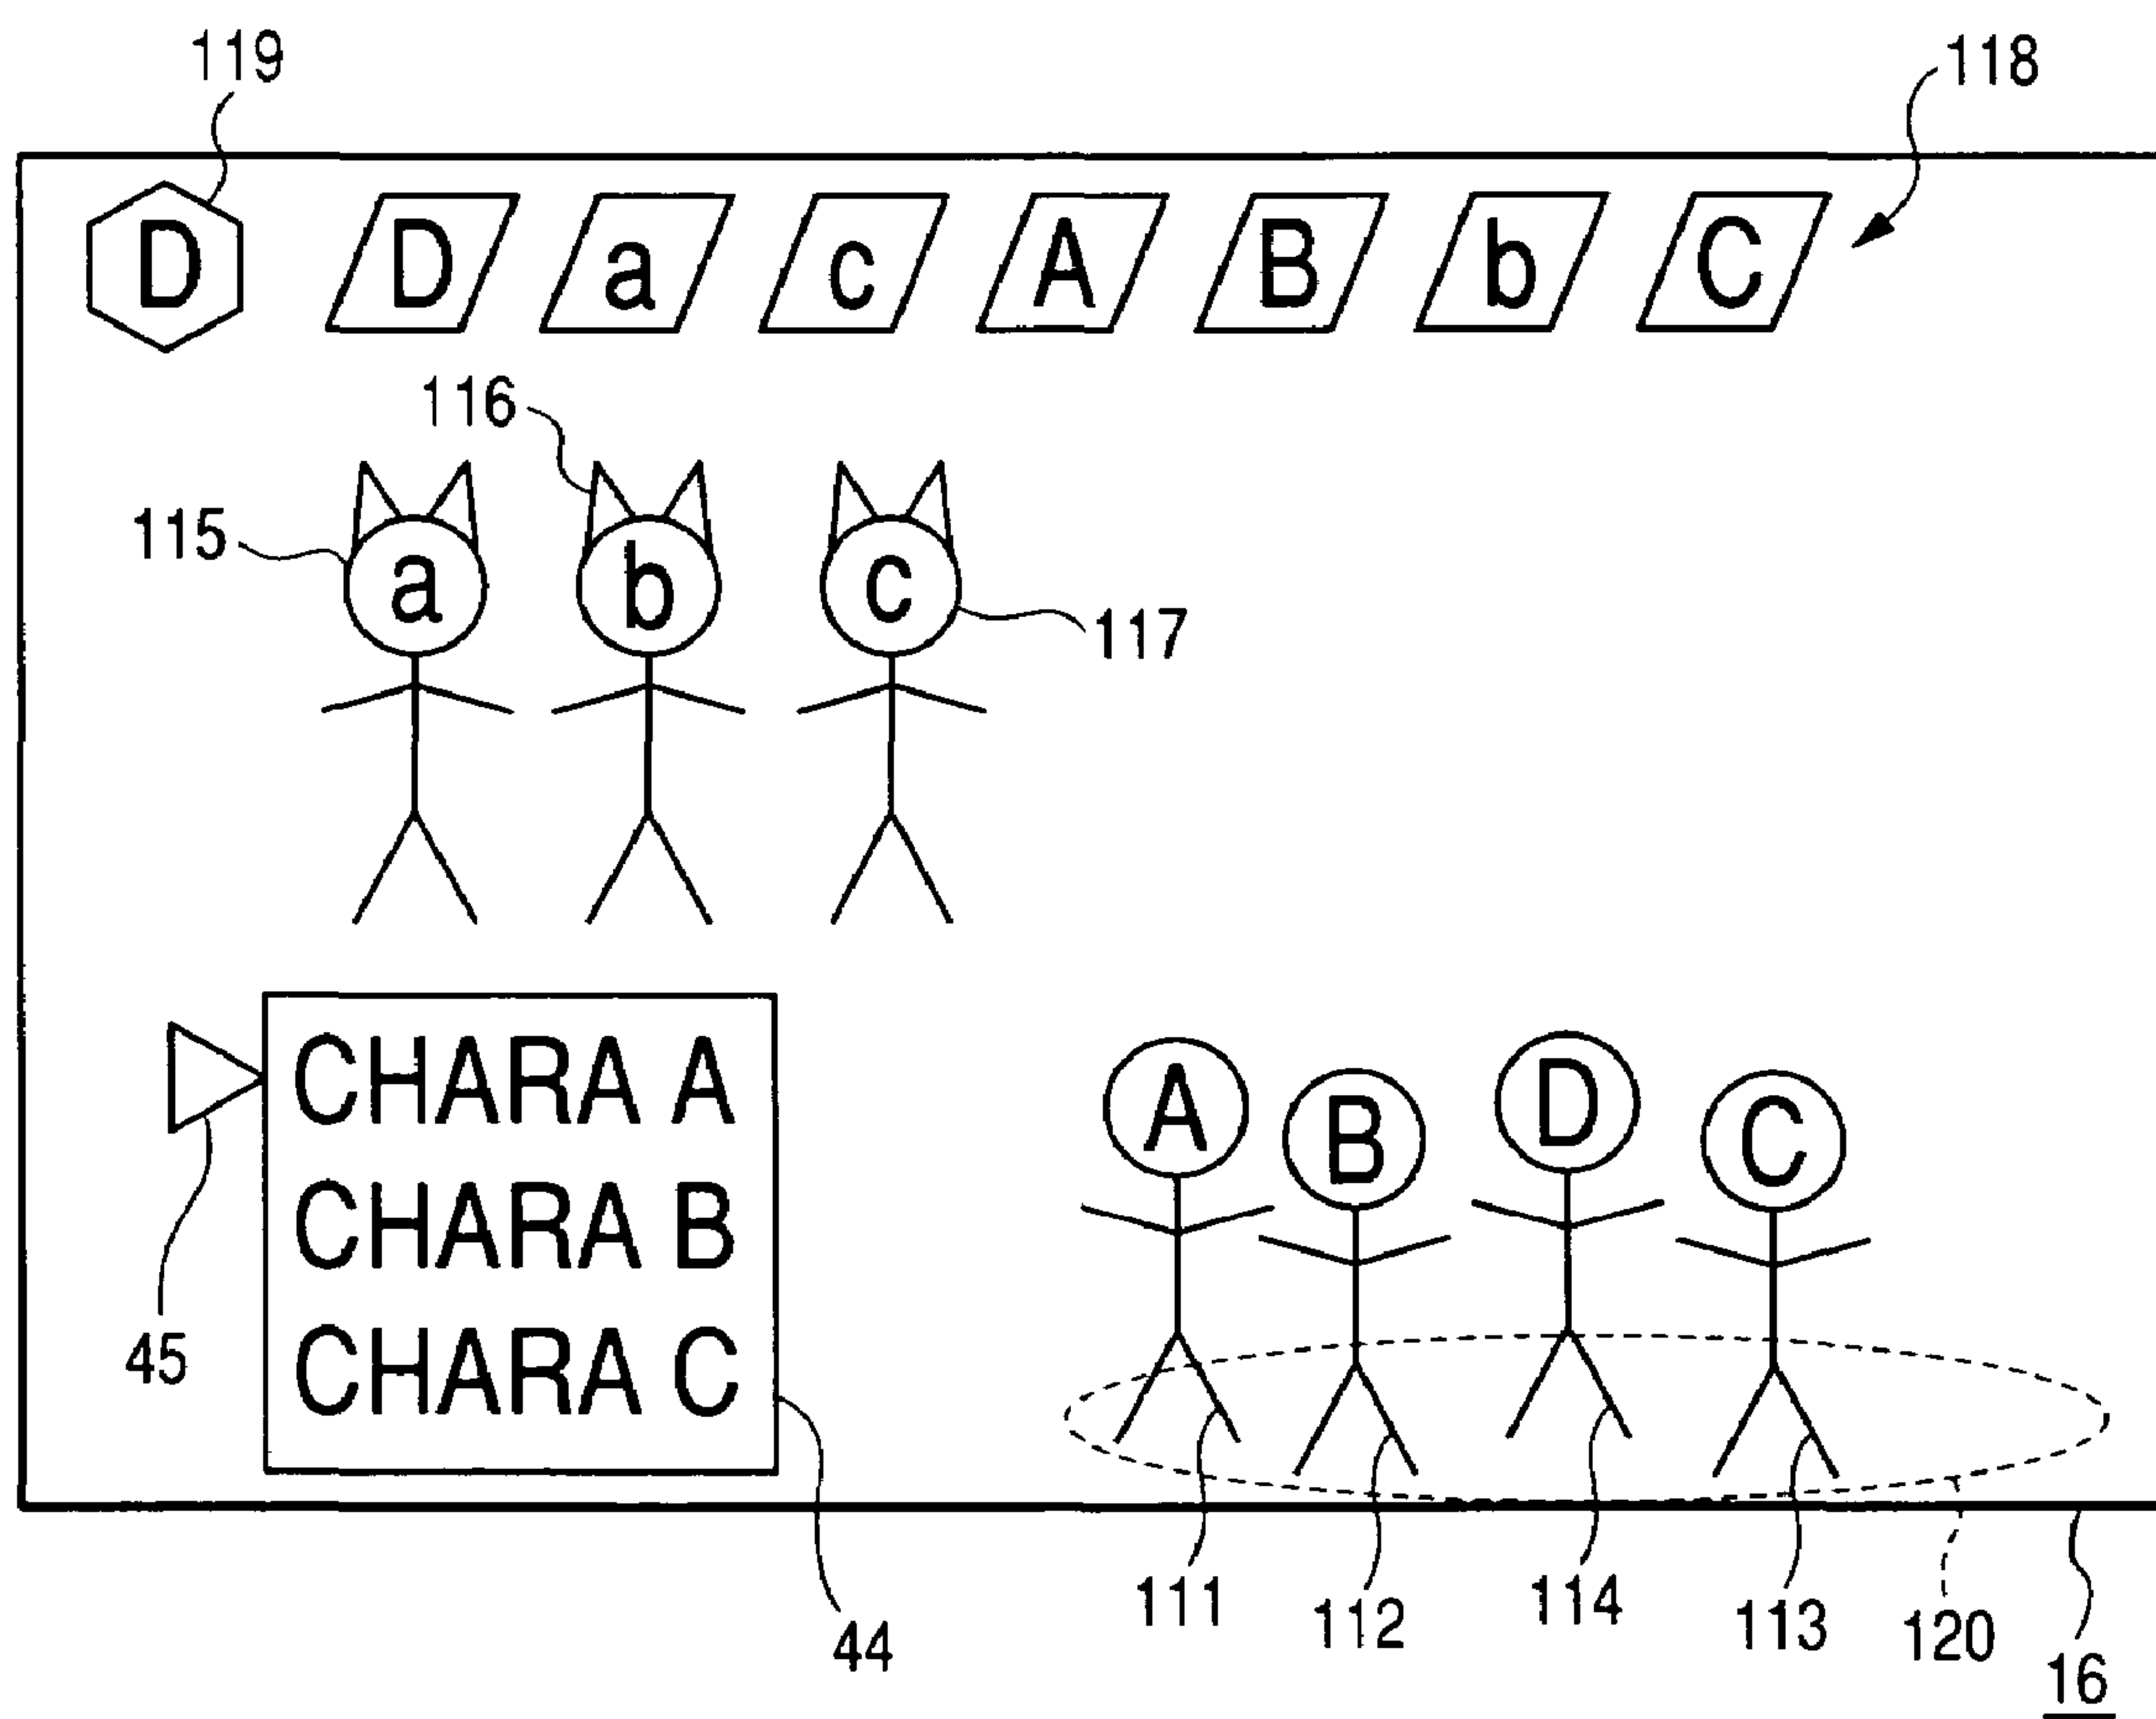 119
118
D D a c A B b C
116
115
a b c
117
CHARA A
CHARA B
CHARA C
A B D C
45
44
111
112
114
113
120
16